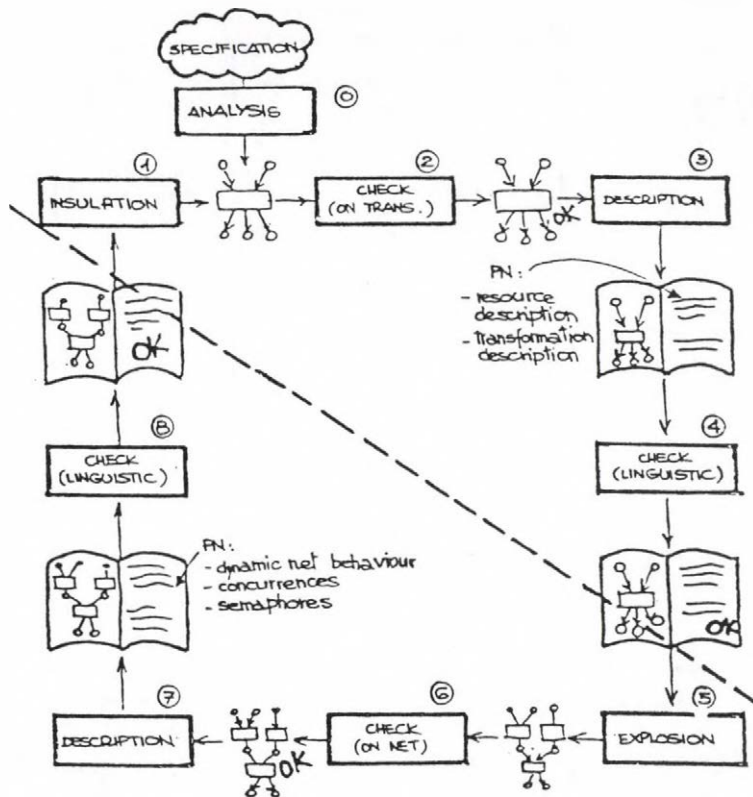 SPECIFICATION
⓪
ANALYSIS
①
②
③
INSULATION
CHECK
(ON TRANS.)
OK
DESCRIPTION
PN:
- resource
description
- transformation
description
OK
⑧
④
CHECK
(LINGUISTIC)
CHECK
(LINGUISTIC)
PN:
- dynamic net behaviour
- concurrences
- semaphores
OK
⑦
⑥
⑤
DESCRIPTION
OK
CHECK
(ON NET)
EXPLOSION